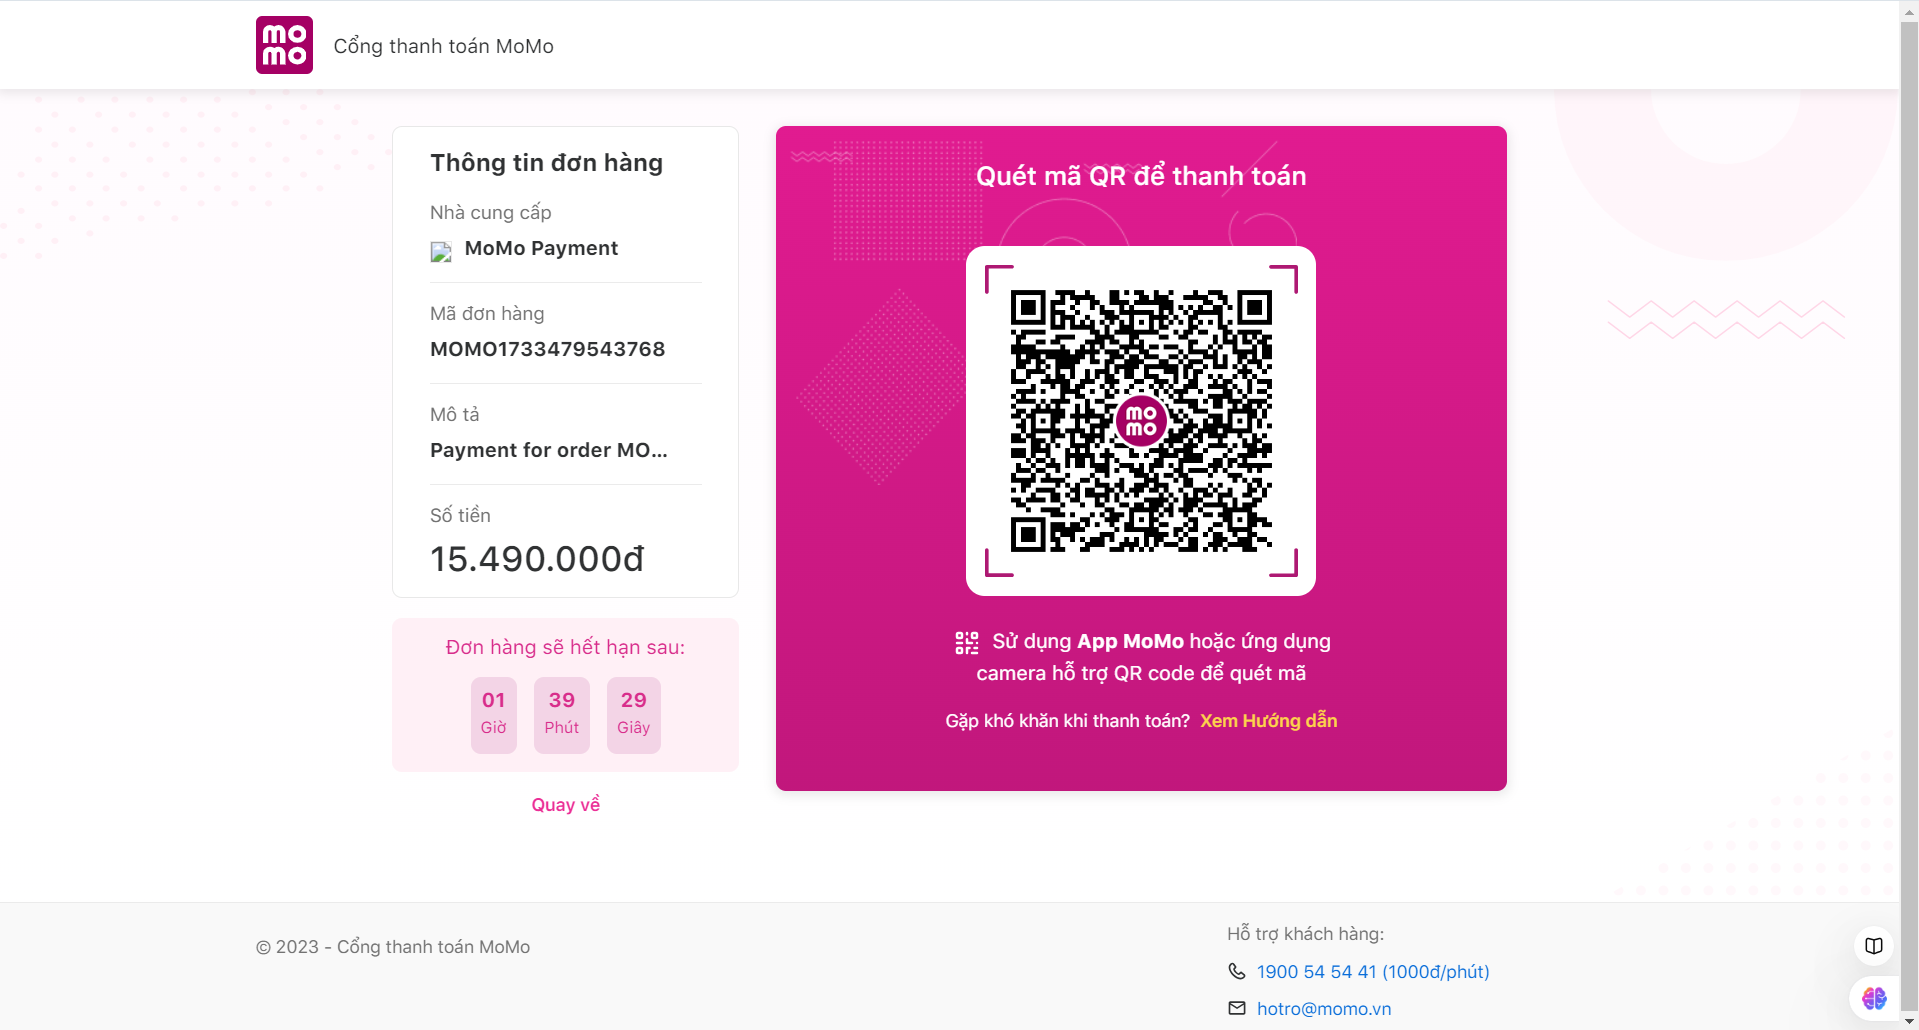 mo
mo
Cổng thanh toán MoMo
Thông tin đơn hàng
Nhà cung cấp
MoMo Payment
Mã đơn hàng
MOMO1733479543768
Mô tả
Payment for order MO...
Số tiền
15.490.000đ
Đơn hàng sẽ hết hạn sau:
01 39 29
Giờ Phút Giây
Quay về
Quét mã QR để thanh toán
mo
mo
Sử dụng App MoMo hoặc ứng dụng
camera hỗ trợ QR code để quét mã
Gặp khó khăn khi thanh toán? Xem Hướng dẫn
© 2023 - Cổng thanh toán MoMo
Hỗ trợ khách hàng:
1900 54 54 41 (1000đ/phút)
hotro@momo.vn